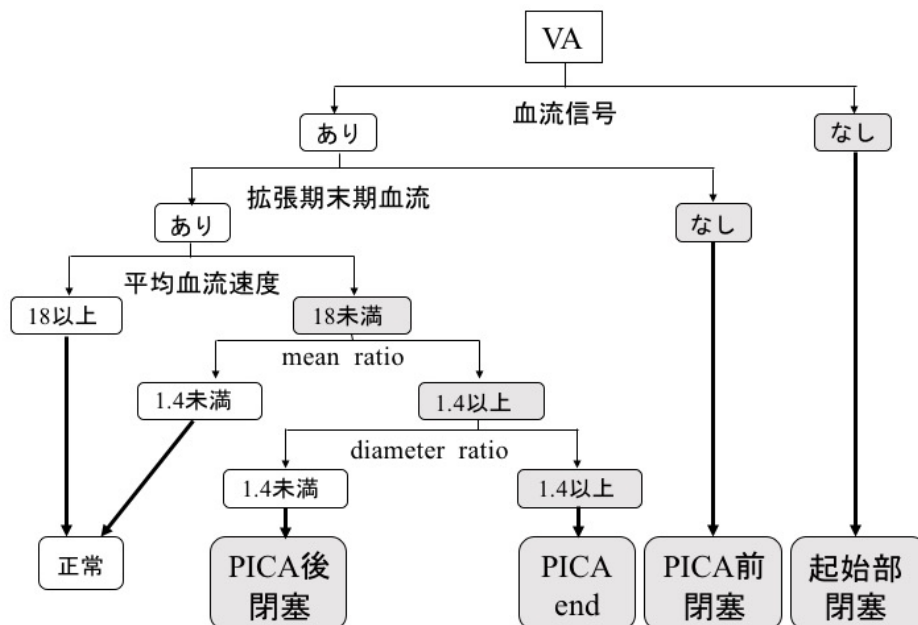 VA
血流信号
あり
なし
拡張期末期血流
あり
なし
平均血流速度
18以上
18未満
mean ratio
1.4未満
1.4以上
diameter ratio
1.4未満
1.4以上
正常
PICA後
閉塞
PICA
end
PICA前
閉塞
起始部
閉塞